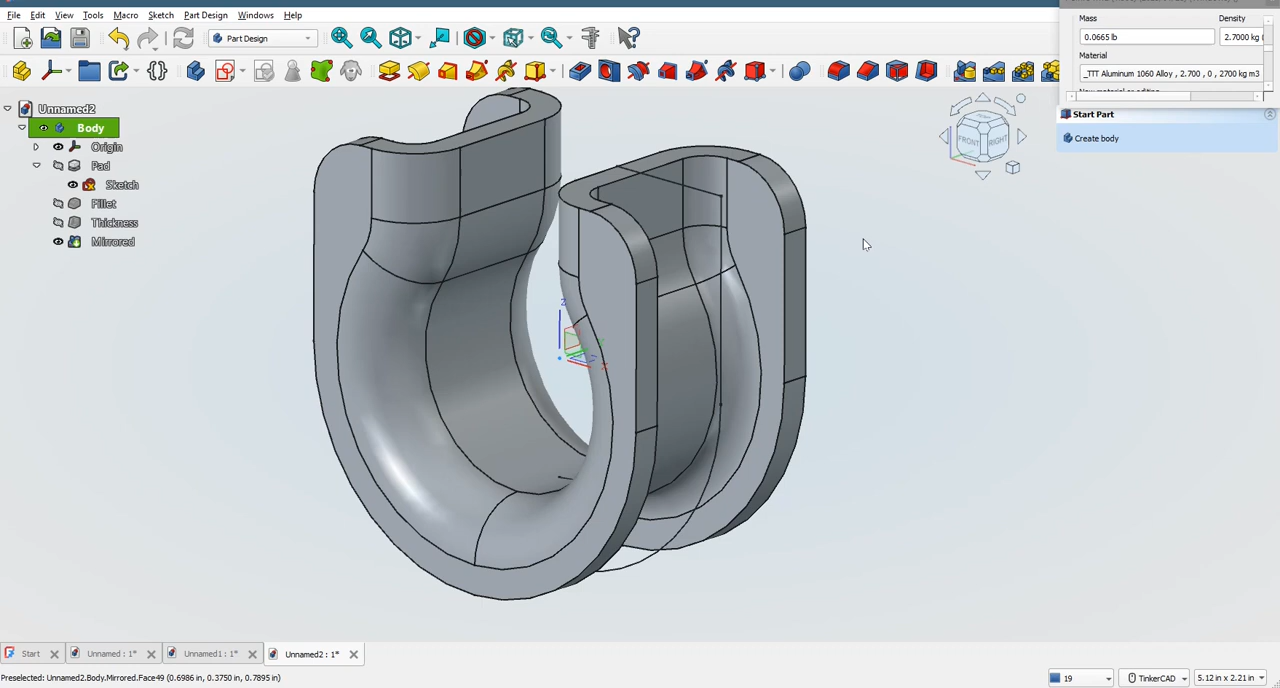 File Edit View Tools Macro Sketch Part Design Windows Help
Part Design
Mass
Density
0.0665 lb
2.7000 kg
Material
_TTT Aluminum 1060 Alloy , 2.700 , 0 , 2700 kg m3
Start Part
Create body
Unnamed2
Body
Origin
Pad
Sketch
Fillet
Thickness
Mirrored
FRONT
RIGHT
Z
X
Start
Unnamed : 1*
Unnamed1 : 1*
Unnamed2 : 1*
Preselected: Unnamed2.Body.Mirrored.Face49 (0.6986 in, 0.3750 in, 0.7895 in)
19
TinkerCAD
5.12 in x 2.21 in